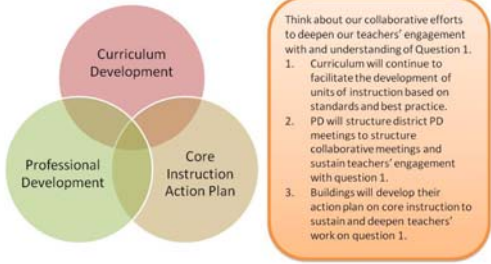 Curriculum
Development
Professional
Development
Core
Instruction
Action Plan
Think about our collaborative efforts
to deepen our teachers' engagement
with and understanding of Question 1.
1. Curriculum will continue to
facilitate the development of
units of instruction based on
standards and best practice.
2. PD will structure district PD
meetings to structure
collaborative meetings and
sustain teachers' engagement
with question 1.
3. Buildings will develop their
action plan on core instruction to
sustain and deepen teachers'
work on question 1.